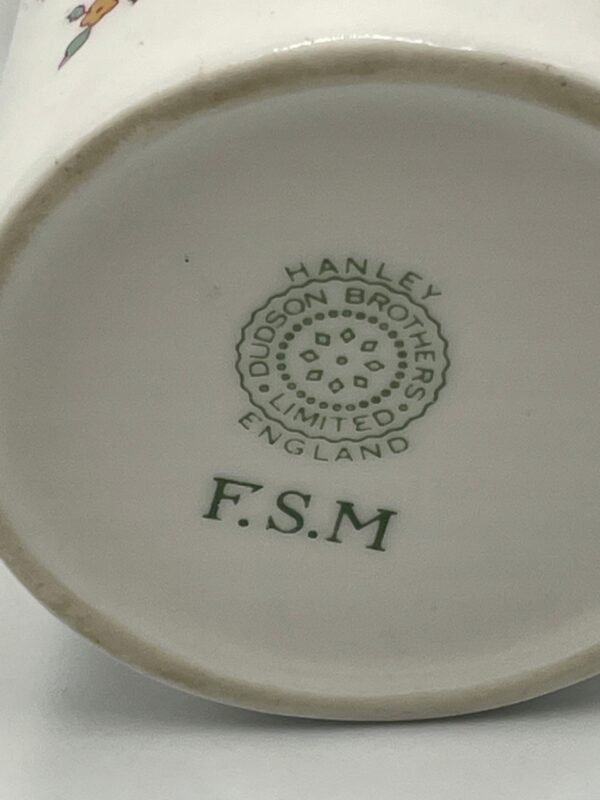 HANLEY
DUDSON BROTHERS
• LIMITED •
ENGLAND
F.S.M